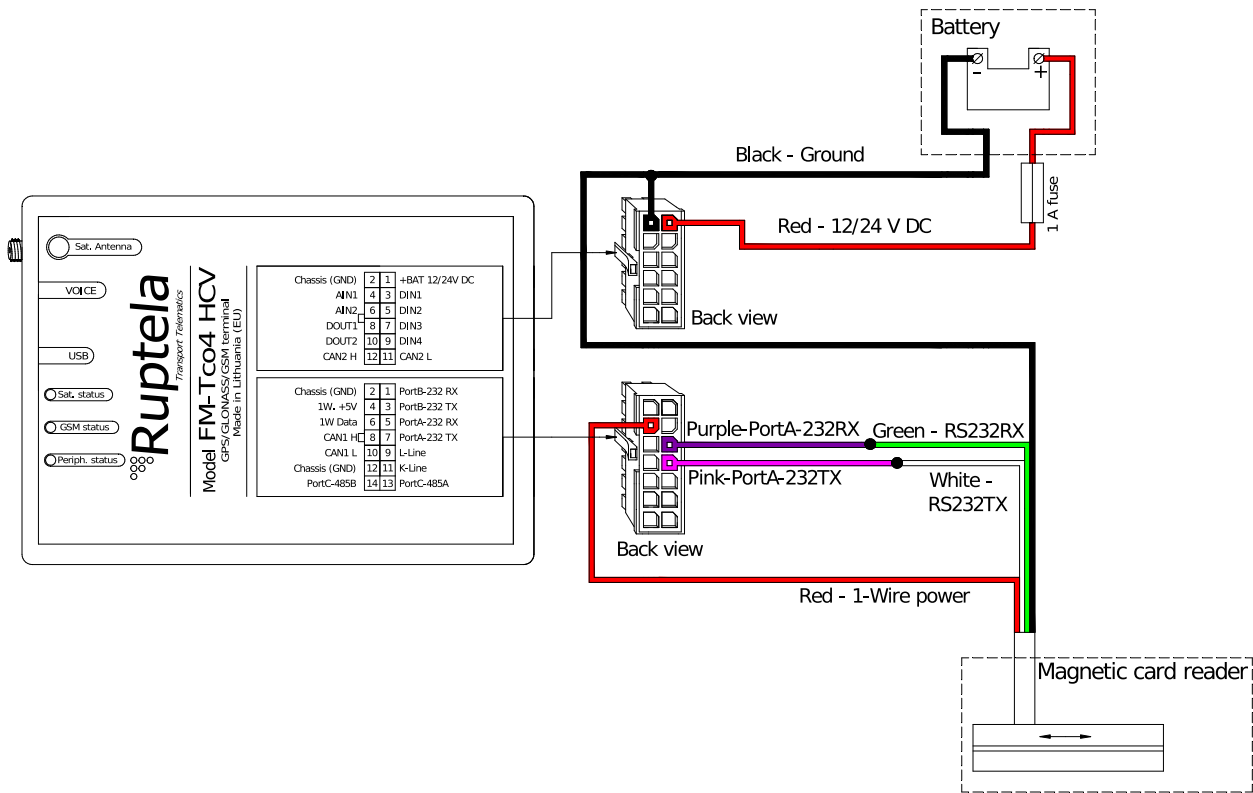 Battery
- +
Black - Ground
1 A fuse
Red - 12/24 V DC
Back view
Sat. Antenna
VOICE
USB
Sat. status
GSM status
Periph. status
Ruptela
Transport Telematics
Model FM-Tco4 HCV
GPS/GLONASS/GSM terminal
Made in Lithuania (EU)
Chassis (GND) 2 1 +BAT 12/24V DC
AIN1 4 3 DIN1
AIN2 6 5 DIN2
DOUT1 8 7 DIN3
DOUT2 10 9 DIN4
CAN2 H 12 11 CAN2 L
Chassis (GND) 2 1 PortB-232 RX
1W. +5V 4 3 PortB-232 TX
1W Data 6 5 PortA-232 RX
CAN1 H 8 7 PortA-232 TX
CAN1 L 10 9 L-Line
Chassis (GND) 12 11 K-Line
PortC-485B 14 13 PortC-485A
Purple-PortA-232RX
Green - RS232RX
Pink-PortA-232TX
White -
RS232TX
Back view
Red - 1-Wire power
Magnetic card reader